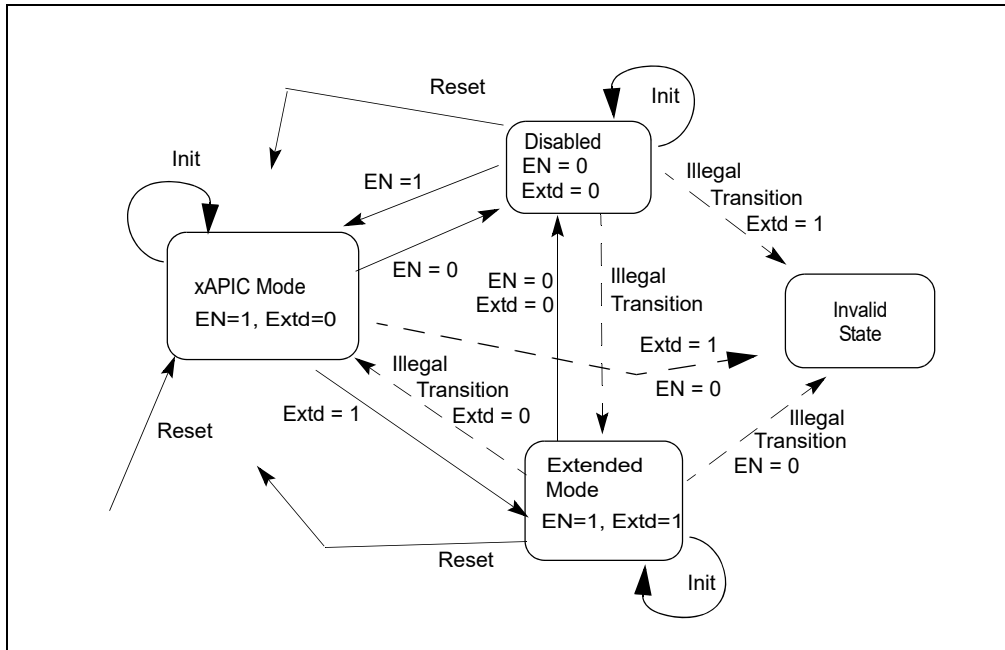 Reset
Init
Disabled
EN = 0
Extd = 0
Illegal
Transition
Extd = 1
Init
EN =1
xAPIC Mode
EN=1, Extd=0
EN = 0
EN = 0
Extd = 0
Illegal
Transition
Invalid
State
Extd = 1
EN = 0
Illegal
Transition
Extd = 0
Extd = 1
Reset
Illegal
Transition
EN = 0
Extended
Mode
EN=1, Extd=1
Reset
Init